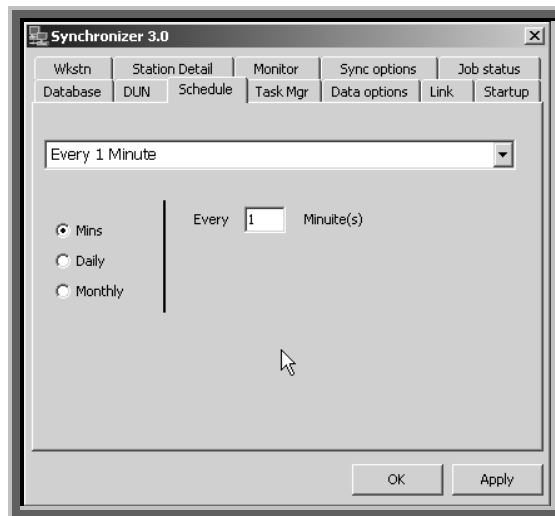 Synchronizer 3.0
Wkstn Station Detail Monitor Sync options Job status
Database DUN Schedule Task Mgr Data options Link Startup
Every 1 Minute
Mins Every 1 Minuite(s)
Daily
Monthly
OK Apply